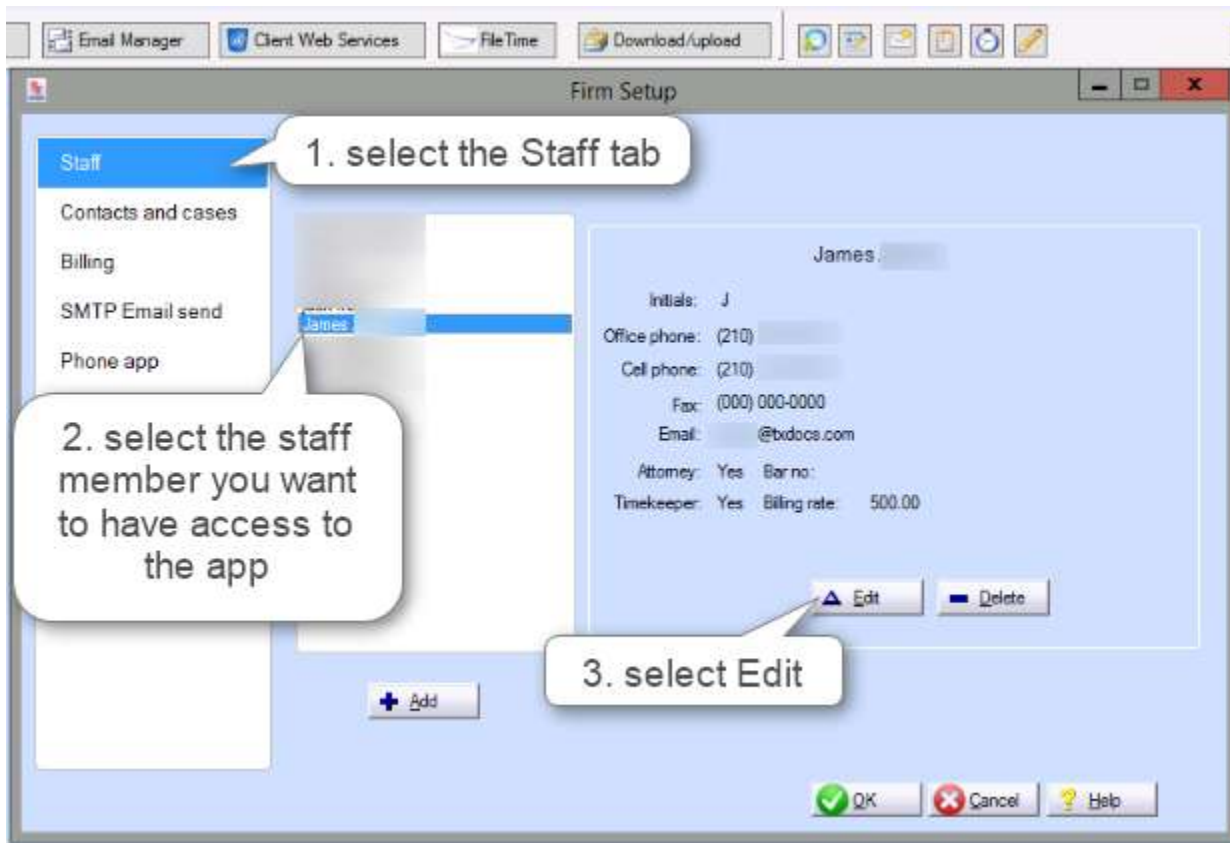 Email Manager Client Web Services FileTime Download/upload
Firm Setup
Staff
1. select the Staff tab
Contacts and cases
Billing
SMTP Email send
Phone app
James
2. select the staff
member you want
to have access to
the app
James
Initials: J
Office phone: (210)
Cell phone: (210)
Fax: (000) 000-0000
Email: @txdocs.com
Attorney: Yes Bar no:
Timekeeper: Yes Billing rate: 500.00
Edit Delete
3. select Edit
Add
OK Cancel Help